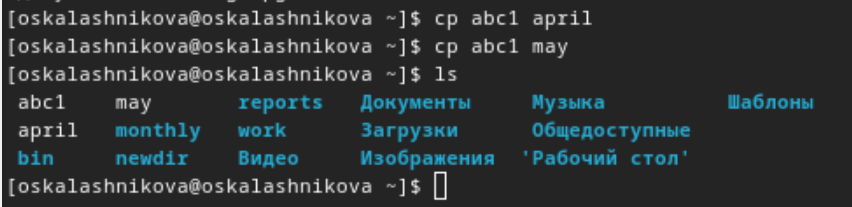 [oskalashnikova@oskalashnikova ~]$ cp abc1 april
[oskalashnikova@oskalashnikova ~]$ cp abc1 may
[oskalashnikova@oskalashnikova ~]$ ls
abc1 may reports Документы Музыка Шаблоны
april monthly work Загрузки Общедоступные
bin newdir Видео Изображения 'Рабочий стол'
[oskalashnikova@oskalashnikova ~]$